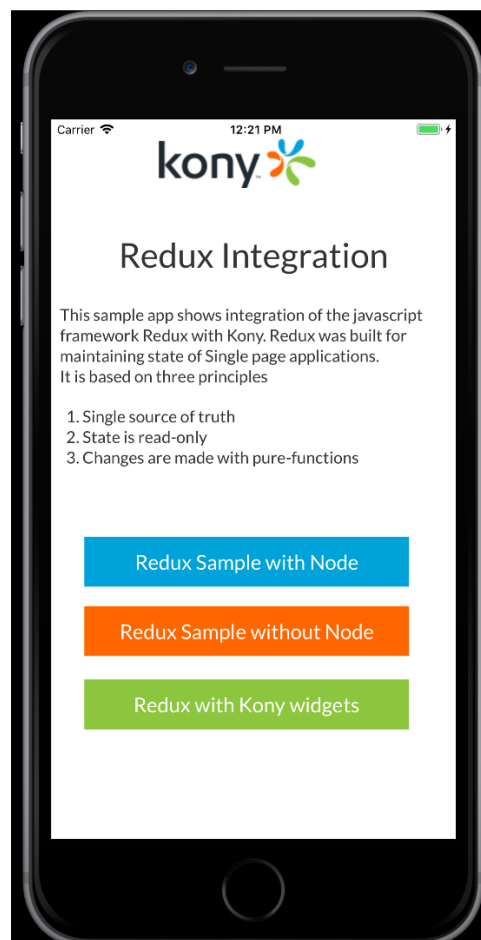 Carrier 12:21 PM
kony
Redux Integration
This sample app shows integration of the javascript
framework Redux with Kony. Redux was built for
maintaining state of Single page applications.
It is based on three principles
1. Single source of truth
2. State is read-only
3. Changes are made with pure-functions
Redux Sample with Node
Redux Sample without Node
Redux with Kony widgets